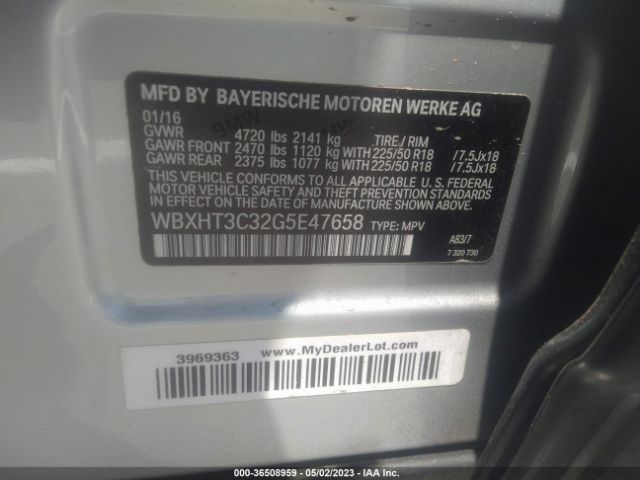 MFD BY BAYERISCHE MOTOREN WERKE AG
01/16
GVWR 4720 lbs 2141 kg TIRE / RIM
GAWR FRONT 2470 lbs 1120 kg WITH 225/50 R18 /7.5Jx18
GAWR REAR 2375 lbs 1077 kg WITH 225/50 R18 /7.5Jx18
THIS VEHICLE CONFORMS TO ALL APPLICABLE U.S. FEDERAL
MOTOR VEHICLE SAFETY, BUMPER, AND THEFT PREVENTION
STANDARDS IN EFFECT ON THE DATE OF MANUFACTURE SHOWN ABOVE.
WBXHT3C32G5E47658 TYPE: MPV A83/7
7 320 730
3969363 www.MyDealerLot.com
000-36508959 - 05/02/2023 - IAA Inc.